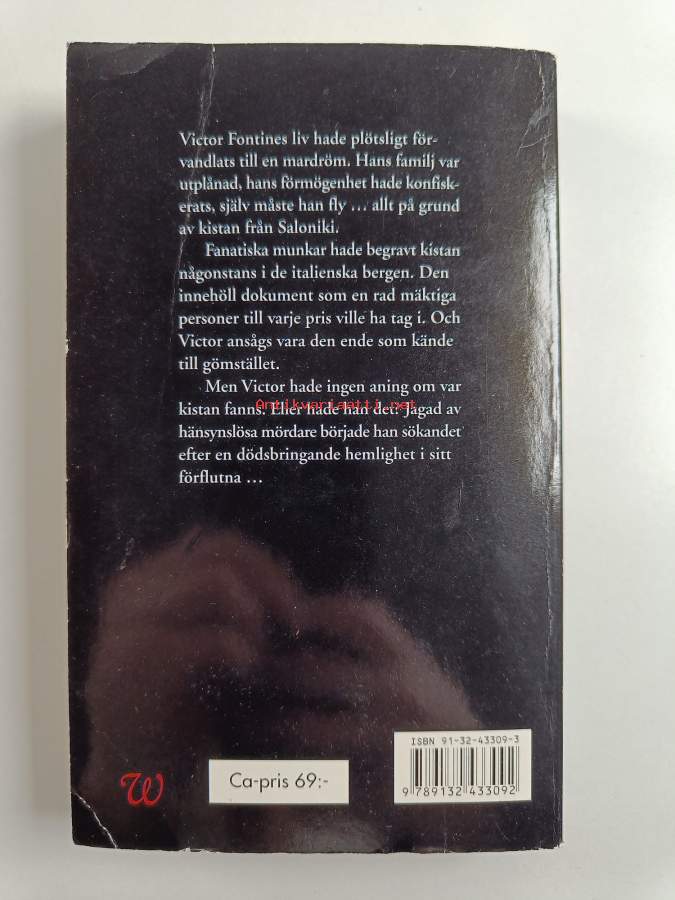 Victor Fontines liv hade plötsligt för-
vandlats till en mardröm. Hans familj var
utplånad, hans förmögenhet hade konfisk-
erats, själv måste han fly … allt på grund
av kistan från Saloniki.
Fanatiska munkar hade begravt kistan
någonstans i de italienska bergen. Den
innehöll dokument som en rad mäktiga
personer till varje pris ville ha tag i. Och
Victor ansågs vara den ende som kände
till gömstället.
Men Victor hade ingen aning om var
Antikvariaatti.net
kistan fanns. Eller hade han det? Jagad av
hänsynslösa mördare började han sökandet
efter en dödsbringande hemlighet i sitt
förflutna …
ISBN 91-32-43309-3
W
Ca-pris 69:-
9 789132 433092